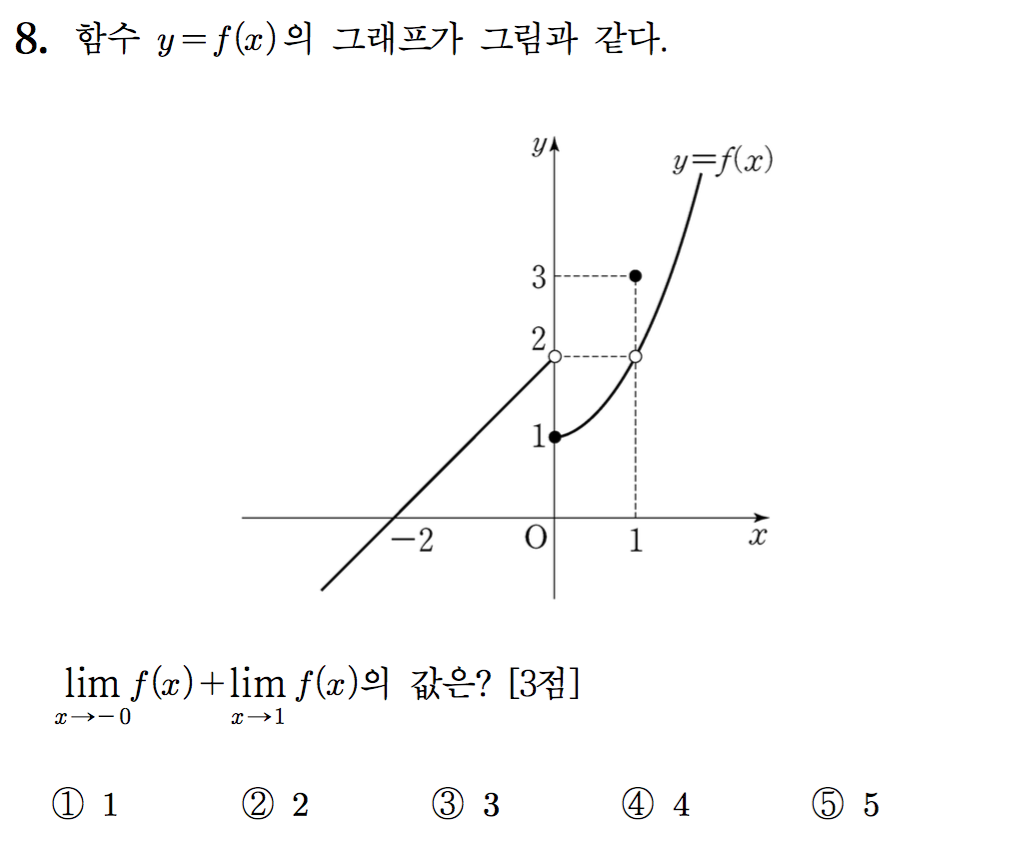 8. 함수 y=f(x)의 그래프가 그림과 같다.
y
y=f(x)
3
2
1
-2
O
1
x
lim f(x)+lim f(x)의 값은? [3점]
x→-0 x→1
① 1 ② 2 ③ 3 ④ 4 ⑤ 5